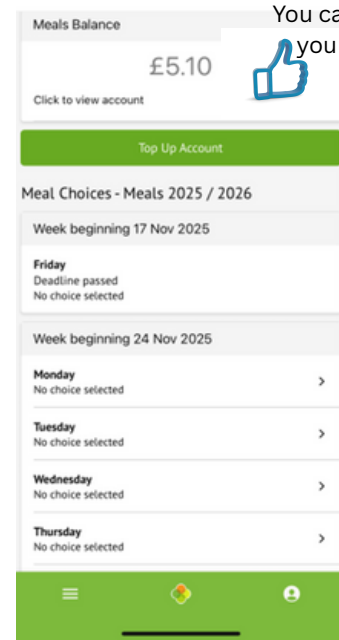 You ca
you
Meals Balance
£5.10
Click to view account
Top Up Account
Meal Choices - Meals 2025 / 2026
Week beginning 17 Nov 2025
Friday
Deadline passed
No choice selected
Week beginning 24 Nov 2025
Monday
No choice selected
Tuesday
No choice selected
Wednesday
No choice selected
Thursday
No choice selected